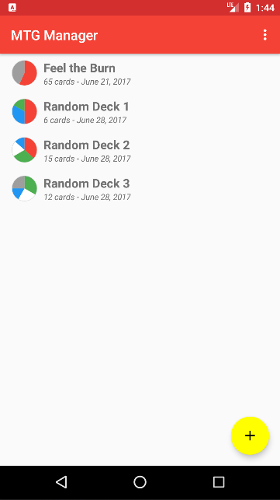 A
LTE 1:44
MTG Manager
Feel the Burn
65 cards - June 21, 2017
Random Deck 1
6 cards - June 28, 2017
Random Deck 2
15 cards - June 28, 2017
Random Deck 3
12 cards - June 28, 2017
+